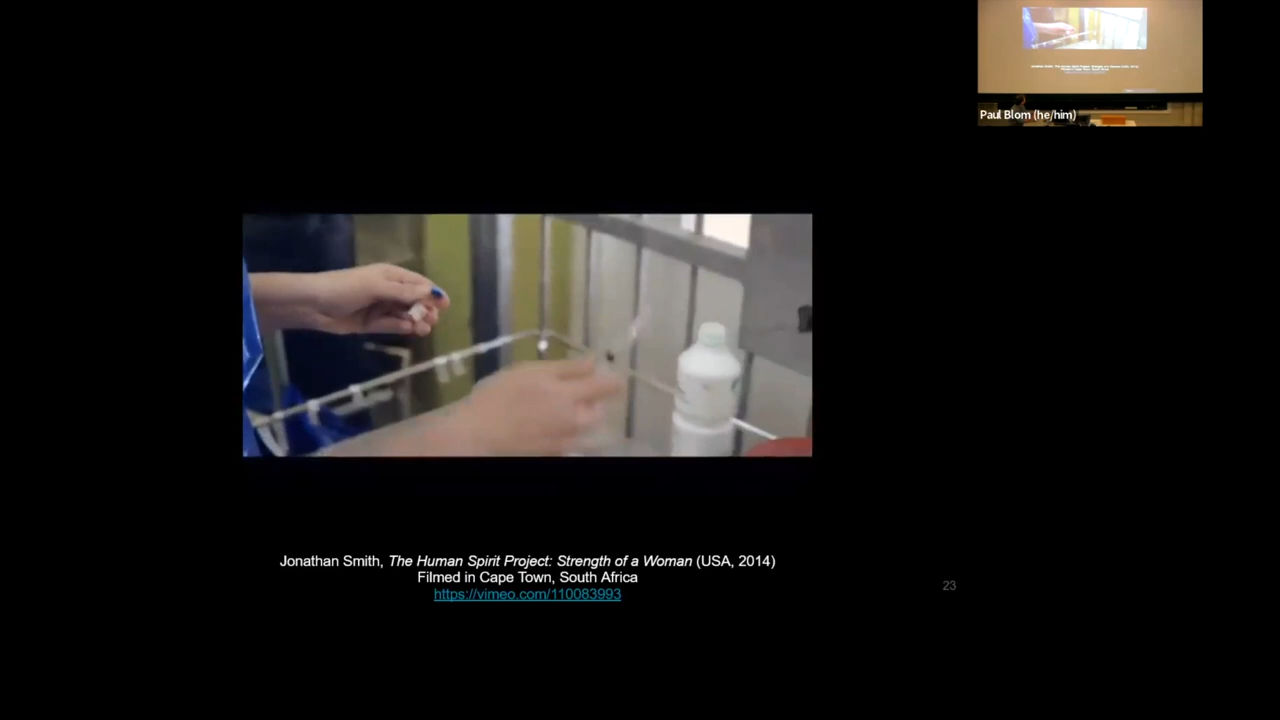 Paul Blom (he/him)
Jonathan Smith, The Human Spirit Project: Strength of a Woman (USA, 2014)
Filmed in Cape Town, South Africa
https://vimeo.com/110083993
23